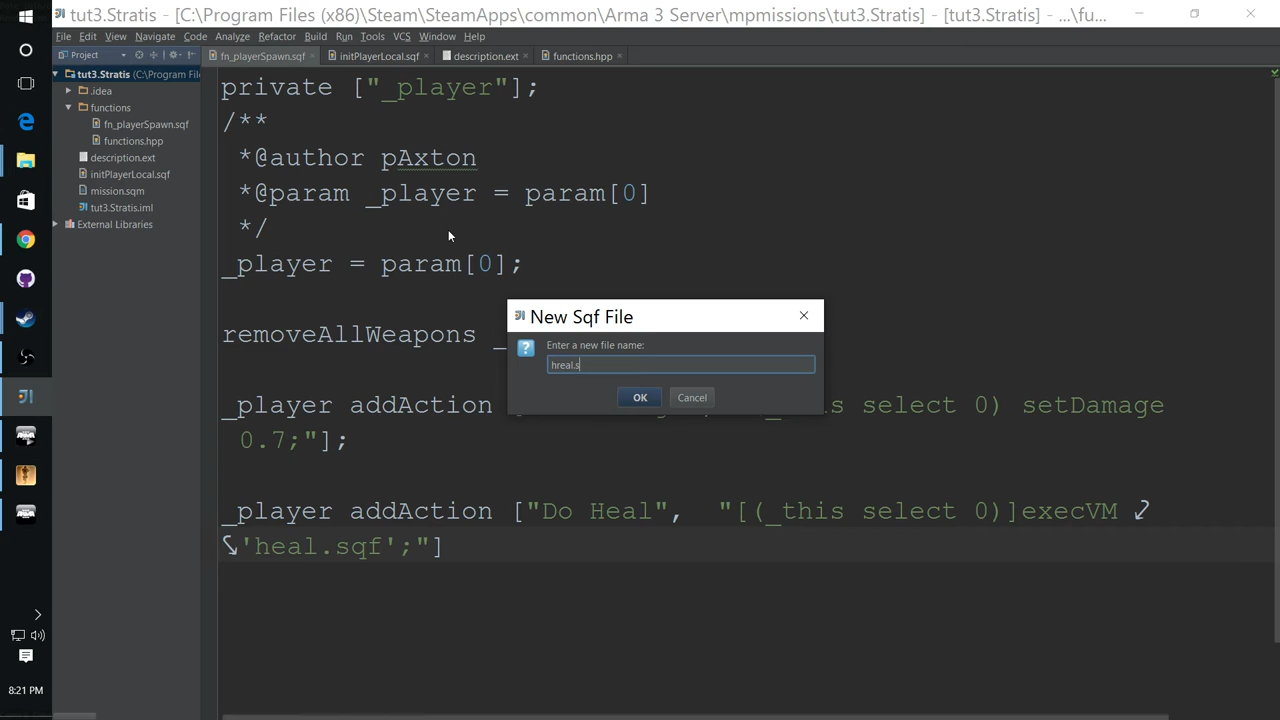 tut3.Stratis - [C:\Program Files (x86)\Steam\SteamApps\common\Arma 3 Server\mpmissions\tut3.Stratis] - [tut3.Stratis] - ...\fu...
File Edit View Navigate Code Analyze Refactor Build Run Tools VCS Window Help
Project
fn_playerSpawn.sqf
initPlayerLocal.sqf
description.ext
functions.hpp
tut3.Stratis (C:\Program File
.idea
functions
fn_playerSpawn.sqf
functions.hpp
description.ext
initPlayerLocal.sqf
mission.sqm
tut3.Stratis.iml
External Libraries
private ["_player"];
/**
*@author pAxton
*@param _player = param[0]
*/
_player = param[0];
removeAllWeapons _
_player addAction [
s select 0) setDamage
0.7;"];
_player addAction ["Do Heal", "[(_this select 0)]execVM
'heal.sqf';"]
New Sqf File
Enter a new file name:
hreal.s
OK
Cancel
8:21 PM